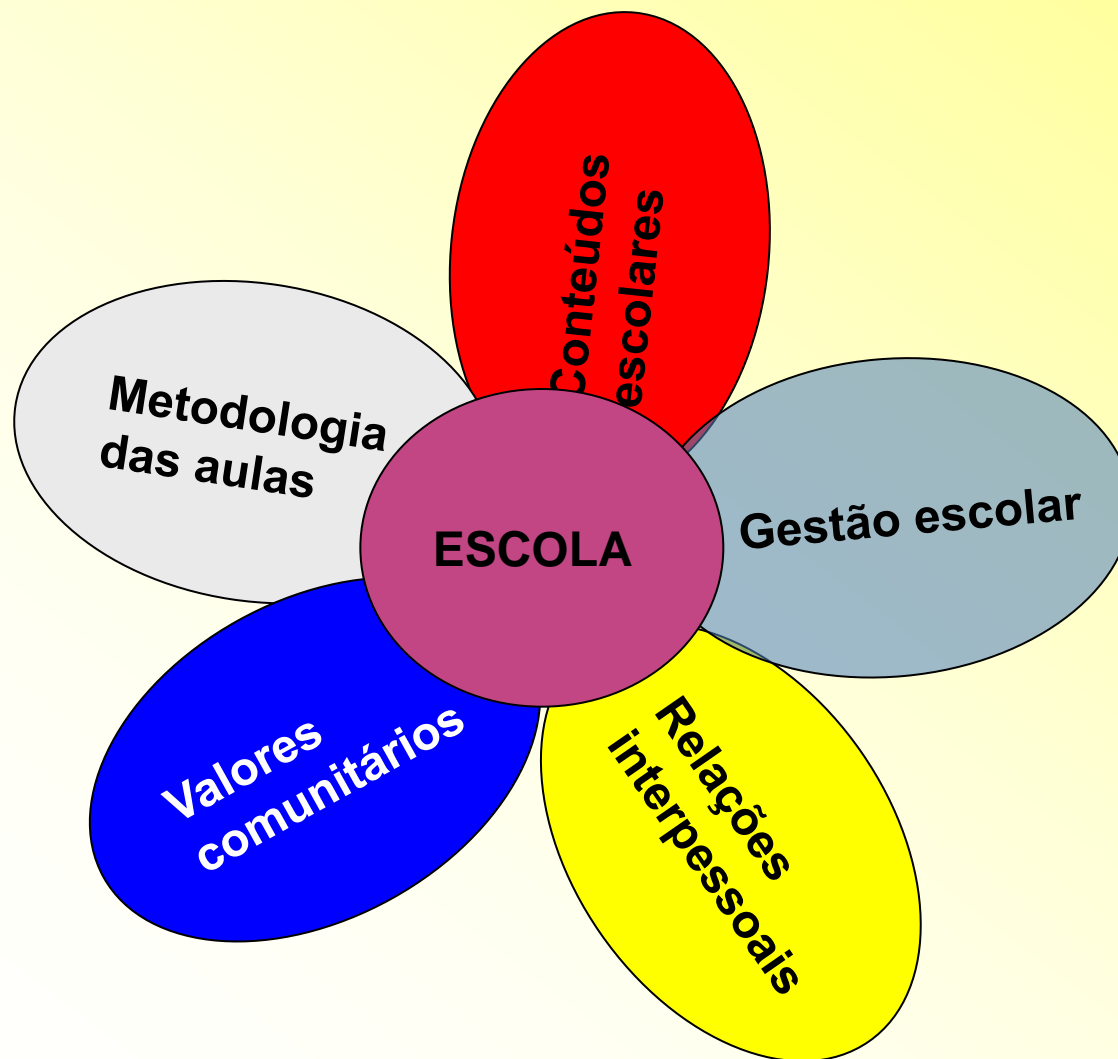 Conteúdos
escolares
Metodologia
das aulas
Gestão escolar
ESCOLA
Valores
comunitários
Relações
interpessoais